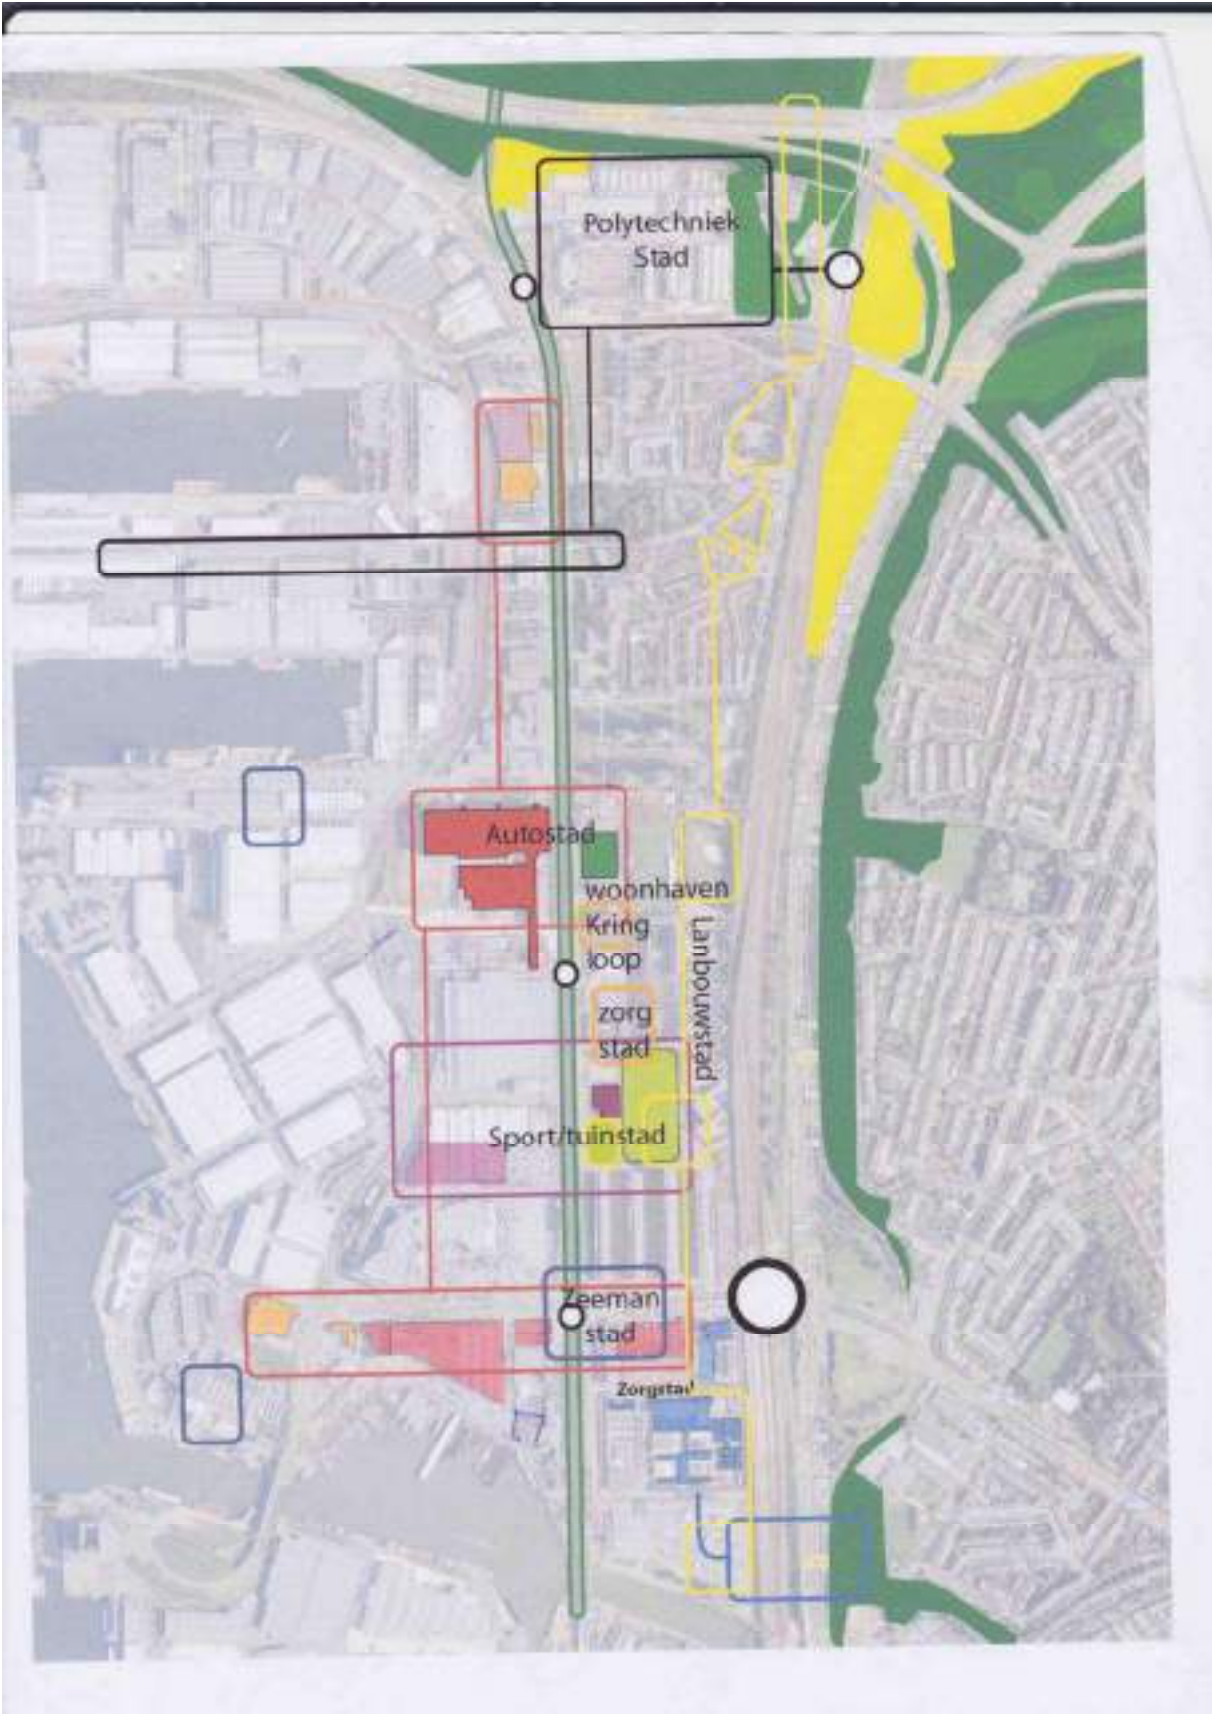 Polytechniek
Stad
Autostad
woonhaven
Kring
loop
Lanbouwstad
zorg
stad
Sport/tuinstad
Zeeman
stad
Zorgstad